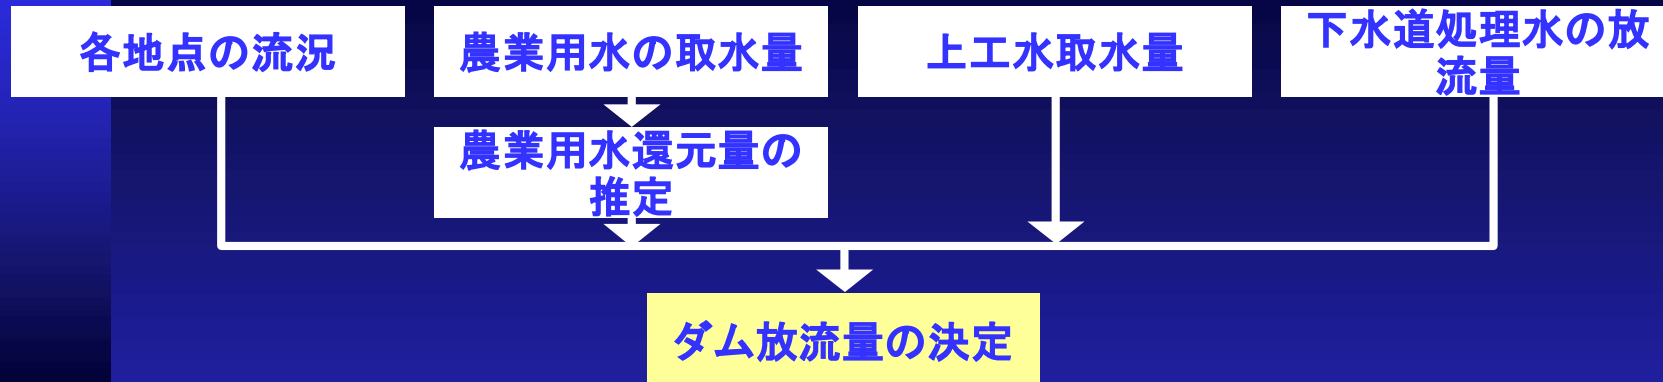 各地点の流況
農業用水の取水量
上工水取水量
下水道処理水の放
流量
農業用水還元量の
推定
ダム放流量の決定